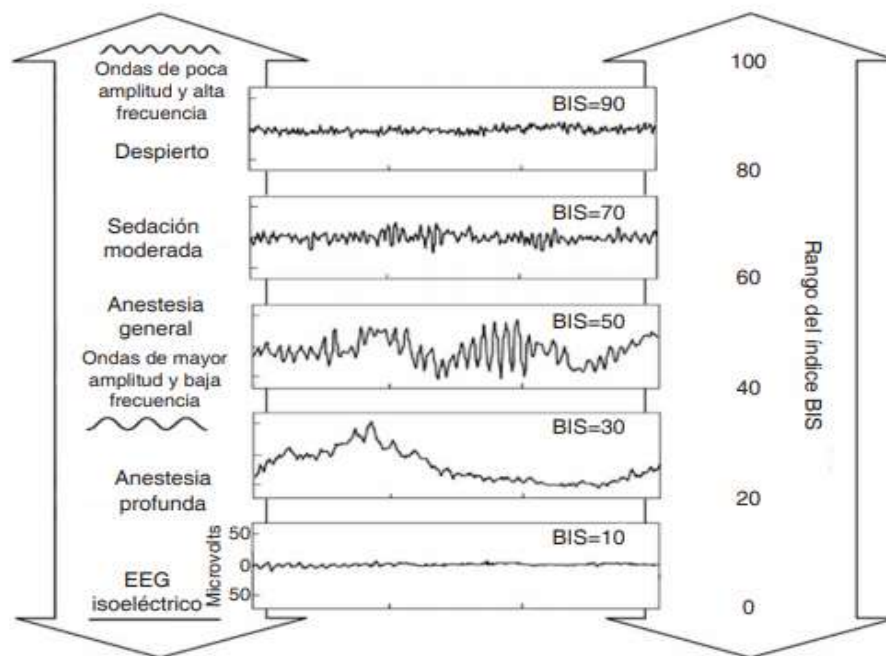 Ondas de poca
amplitud y alta
frecuencia
Despierto
Sedación
moderada
Anestesia
general
Ondas de mayor
amplitud y baja
frecuencia
Anestesia
profunda
EEG
isoeléctrico
BIS=90
BIS=70
BIS=50
BIS=30
BIS=10
Microvolts
50
0
50
100
80
60
40
20
0
Rango del índice BIS